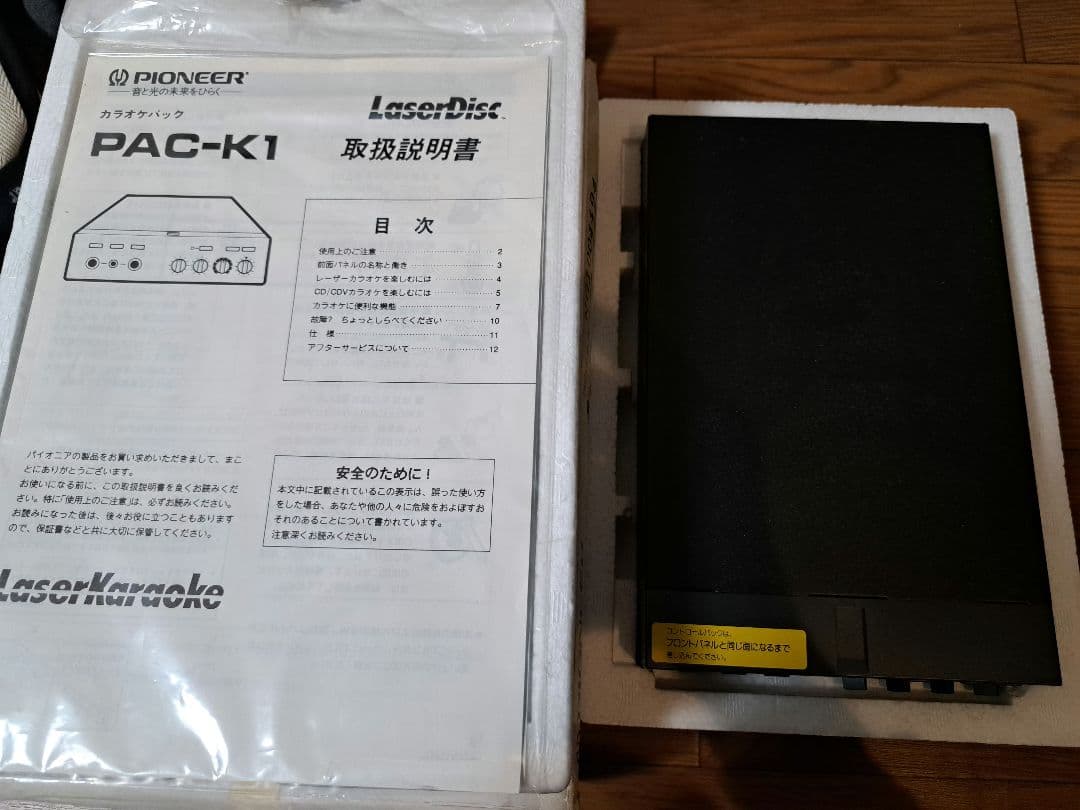 PIONEER
音と光の未来をひらく
カラオケパック
LaserDisc
PAC-K1
取扱説明書
目 次
使用上のご注意 2
前面パネルの名称と働き 3
レーザーカラオケを楽しむには 4
CD/CDVカラオケを楽しむには 5
カラオケに便利な機能 7
故障? ちょっとしらべてください 10
仕 様 11
アフターサービスについて 12
パイオニアの製品をお買い求めいただきまして、まこ
とにありがとうございます。
お使いになる前に、この取扱説明書を良くお読みくだ
さい。特に「使用上のご注意」は、必ずお読みください。
お読みになった後は、後々お役に立つこともあります
ので、保証書などと共に大切に保管してください。
安全のために!
本文中に記載されているこの表示は、誤った使い方
をした場合、あなたや他の人々に危険をおよぼすお
それのあることについて書かれています。
注意深くお読みください。
LaserKaraoke
コントロールパックは、
フロントパネルと同じ面になるまで
差し込んでください。